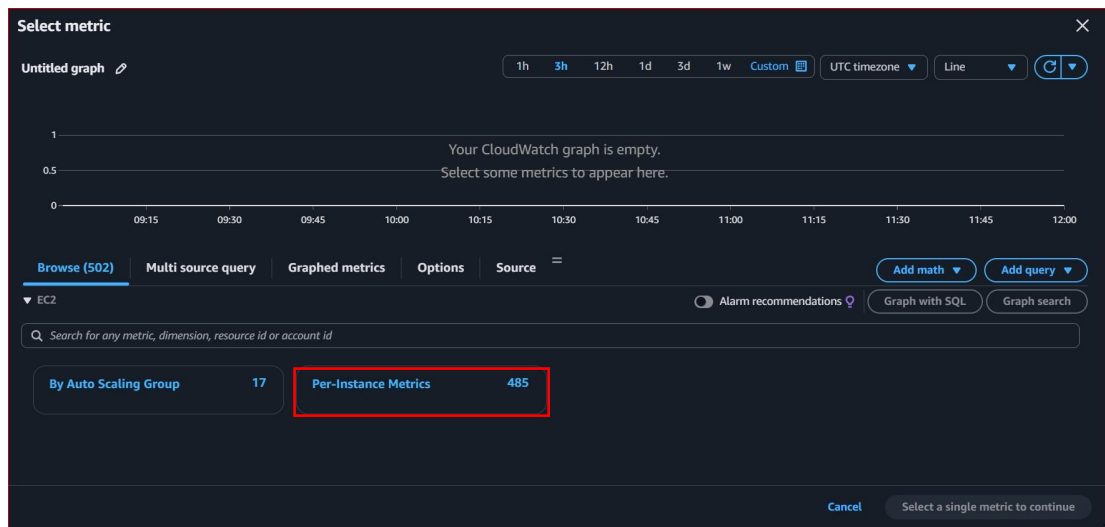 Select metric
Untitled graph
1h 3h 12h 1d 3d 1w Custom UTC timezone Line
1
Your CloudWatch graph is empty.
0.5
Select some metrics to appear here.
0
09:15 09:30 09:45 10:00 10:15 10:30 10:45 11:00 11:15 11:30 11:45 12:00
Browse (502) Multi source query Graphed metrics Options Source Add math Add query
EC2 Alarm recommendations Graph with SQL Graph search
Search for any metric, dimension, resource id or account id
By Auto Scaling Group 17 Per-Instance Metrics 485
Cancel Select a single metric to continue